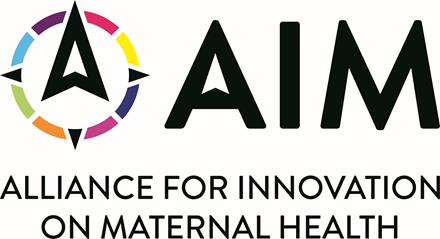 AIM
ALLIANCE FOR INNOVATION
ON MATERNAL HEALTH